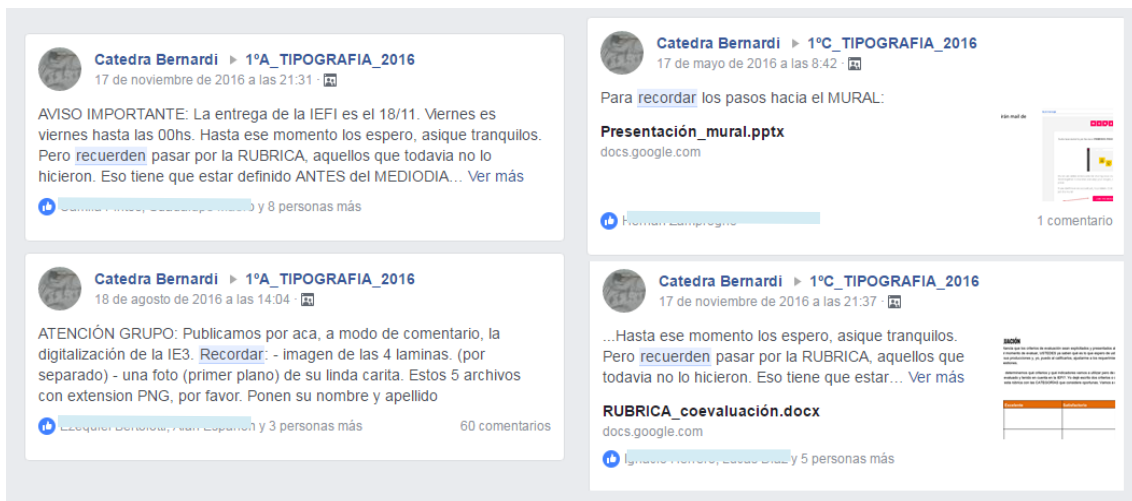 Catedra Bernardi ▸ 1ºA_TIPOGRAFIA_2016
17 de noviembre de 2016 a las 21:31 ·
AVISO IMPORTANTE: La entrega de la IEFI es el 18/11. Viernes es
viernes hasta las 00hs. Hasta ese momento los espero, asique tranquilos.
Pero recuerden pasar por la RUBRICA, aquellos que todavia no lo
hicieron. Eso tiene que estar definido ANTES del MEDIODIA... Ver más
y 8 personas más
Catedra Bernardi ▸ 1ºA_TIPOGRAFIA_2016
18 de agosto de 2016 a las 14:04 ·
ATENCIÓN GRUPO: Publicamos por aca, a modo de comentario, la
digitalización de la IE3. Recordar: - imagen de las 4 laminas. (por
separado) - una foto (primer plano) de su linda carita. Estos 5 archivos
con extension PNG, por favor. Ponen su nombre y apellido
y 3 personas más
60 comentarios
Catedra Bernardi ▸ 1ºC_TIPOGRAFIA_2016
17 de mayo de 2016 a las 8:42 ·
Para recordar los pasos hacia el MURAL:
Presentación_mural.pptx
docs.google.com
1 comentario
Catedra Bernardi ▸ 1ºC_TIPOGRAFIA_2016
17 de noviembre de 2016 a las 21:37 ·
...Hasta ese momento los espero, asique tranquilos.
Pero recuerden pasar por la RUBRICA, aquellos que
todavia no lo hicieron. Eso tiene que estar... Ver más
RUBRICA_coevaluación.docx
docs.google.com
y 5 personas más